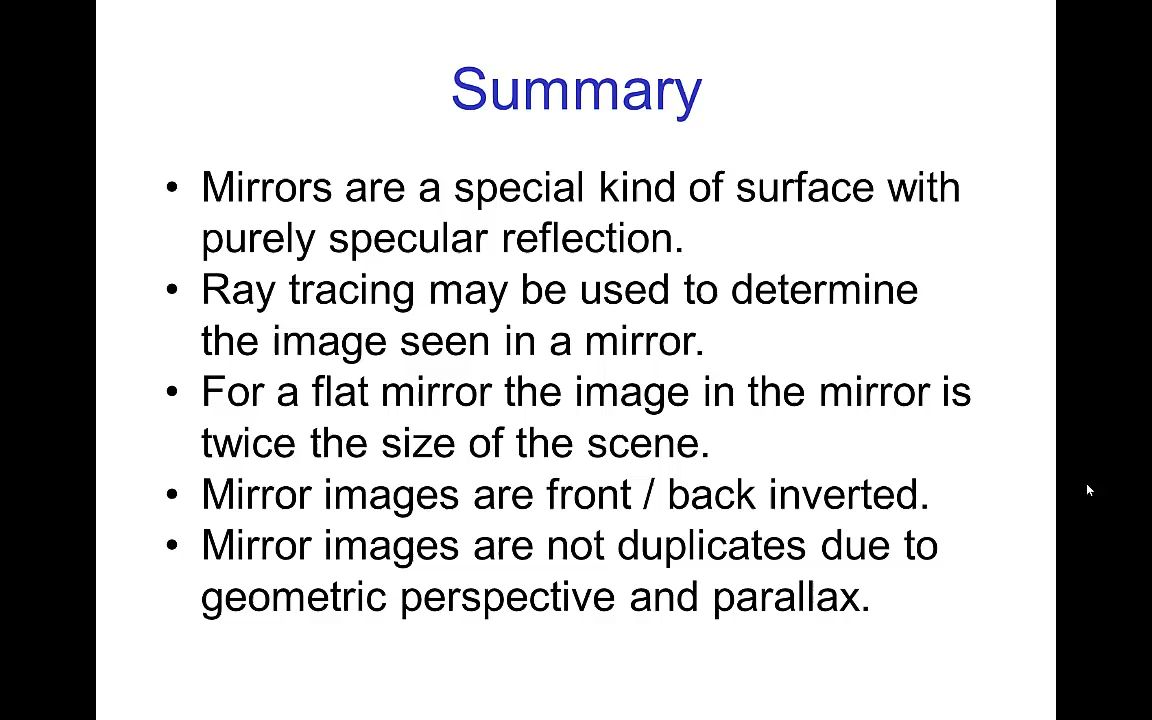 Summary
• Mirrors are a special kind of surface with
purely specular reflection.
• Ray tracing may be used to determine
the image seen in a mirror.
• For a flat mirror the image in the mirror is
twice the size of the scene.
• Mirror images are front / back inverted.
• Mirror images are not duplicates due to
geometric perspective and parallax.